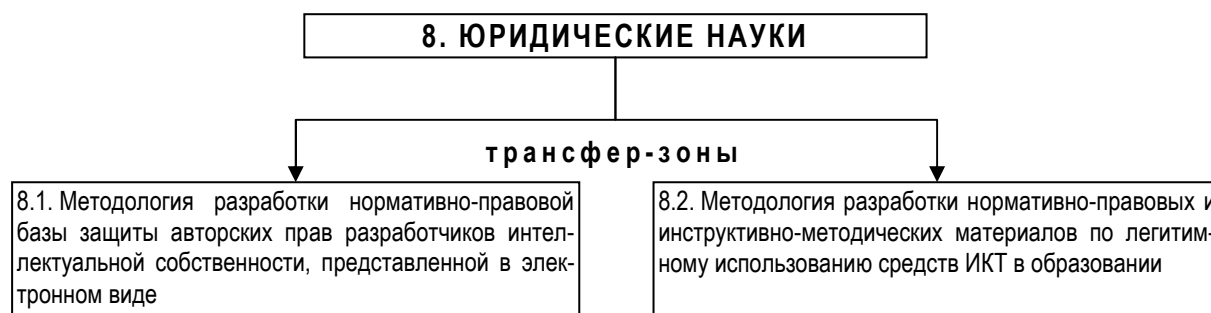 8. ЮРИДИЧЕСКИЕ НАУКИ
трансфер-зоны
8.1. Методология разработки нормативно-правовой
базы защиты авторских прав разработчиков интел-
лектуальной собственности, представленной в элек-
тронном виде
8.2. Методология разработки нормативно-правовых и
инструктивно-методических материалов по легитим-
ному использованию средств ИКТ в образовании